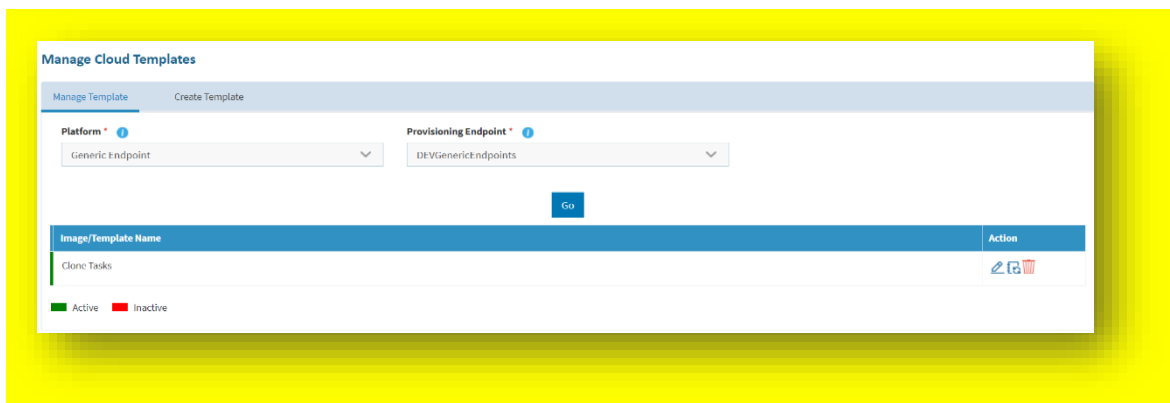 Manage Cloud Templates
Manage Template Create Template
Platform * Provisioning Endpoint *
Generic Endpoint DEVGenericEndpoints
Go
Image/Template Name Action
Clone Tasks
Active Inactive